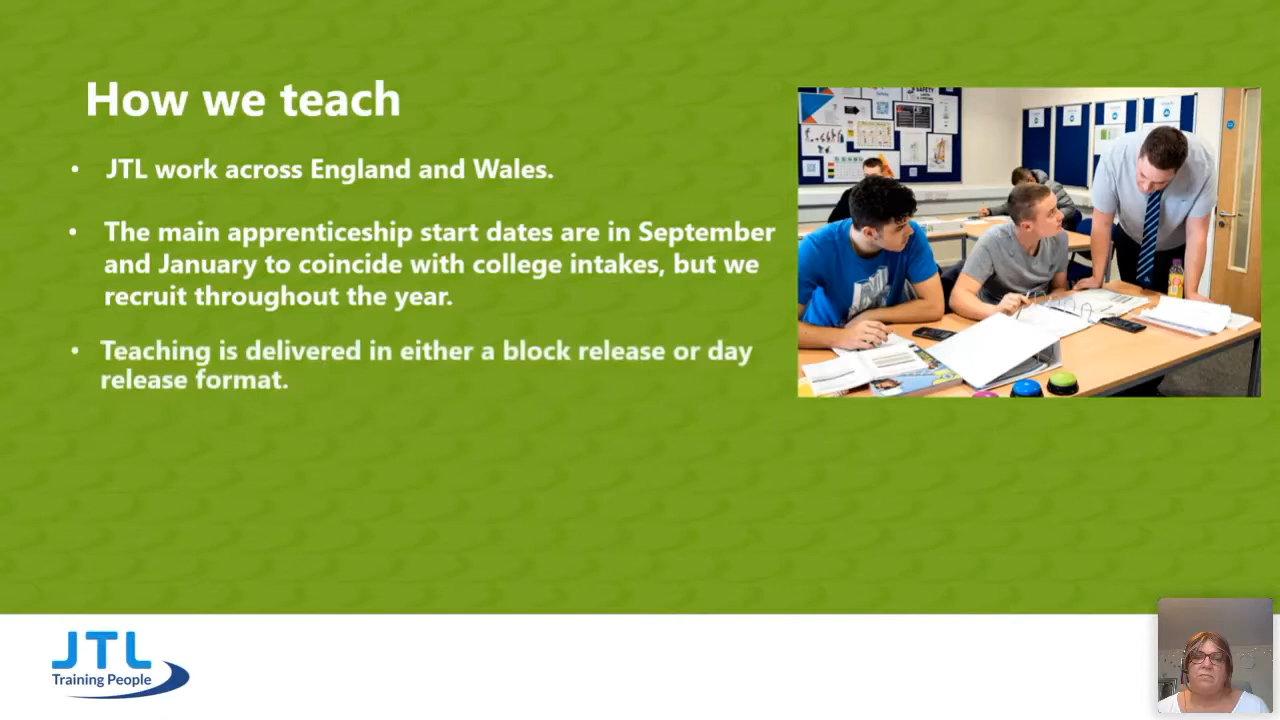 How we teach
• JTL work across England and Wales.
• The main apprenticeship start dates are in September
and January to coincide with college intakes, but we
recruit throughout the year.
• Teaching is delivered in either a block release or day
release format.
SAFETY
JTL
Training People